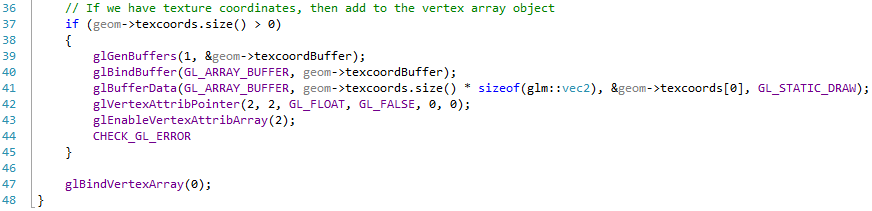 36 // If we have texture coordinates, then add to the vertex array object
37 if (geom->texcoords.size() > 0)
38 {
39 glGenBuffers(1, &geom->texcoordBuffer);
40 glBindBuffer(GL_ARRAY_BUFFER, geom->texcoordBuffer);
41 glBufferData(GL_ARRAY_BUFFER, geom->texcoords.size() * sizeof(glm::vec2), &geom->texcoords[0], GL_STATIC_DRAW);
42 glVertexAttribPointer(2, 2, GL_FLOAT, GL_FALSE, 0, 0);
43 glEnableVertexAttribArray(2);
44 CHECK_GL_ERROR
45 }
46
47 glBindVertexArray(0);
48 }